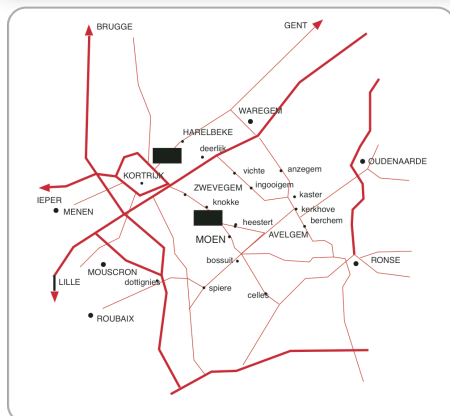 BRUGGE
GENT
WAREGEM
HARELBEKE
deerlijk
OUDENAARDE
KORTRIJK
vichte
anzegem
ingooigem
ZWEVEGEM
IEPER
kaster
knokke
MENEN
kerkhove
heestert
berchem
MOEN
AVELGEM
bossuit
RONSE
MOUSCRON
LILLE
dottignies
spiere
celles
ROUBAIX